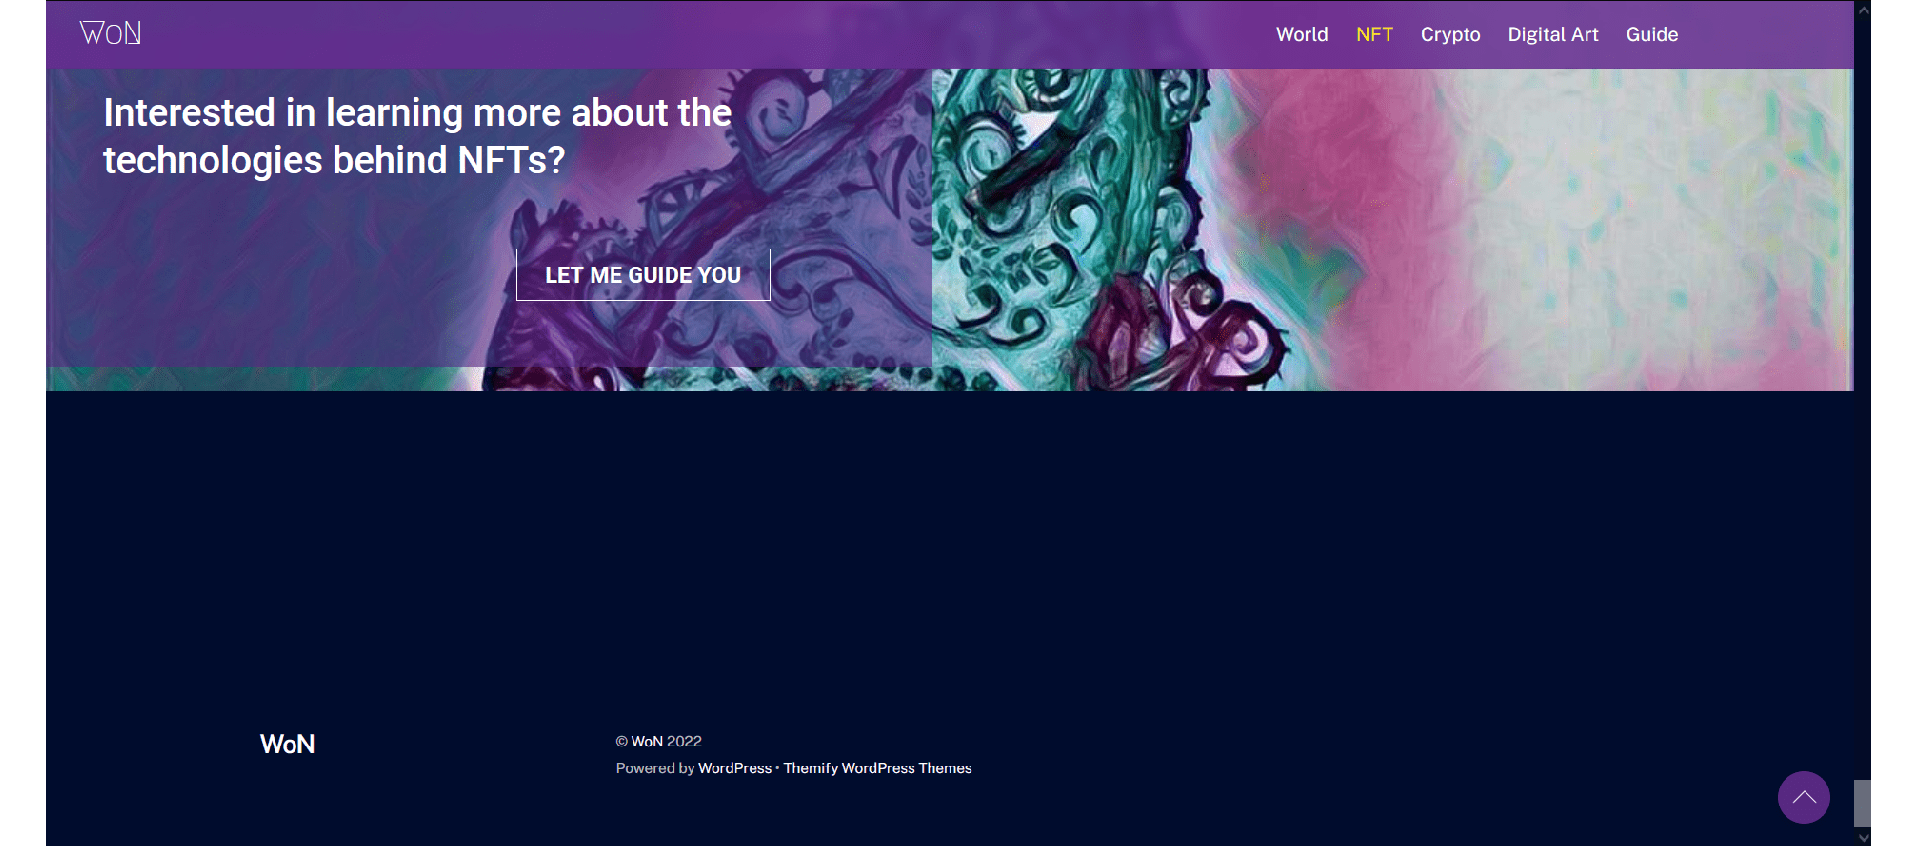 WoN
World NFT Crypto Digital Art Guide
Interested in learning more about the
technologies behind NFTs?
LET ME GUIDE YOU
WoN
© WoN 2022
Powered by WordPress • Themify WordPress Themes